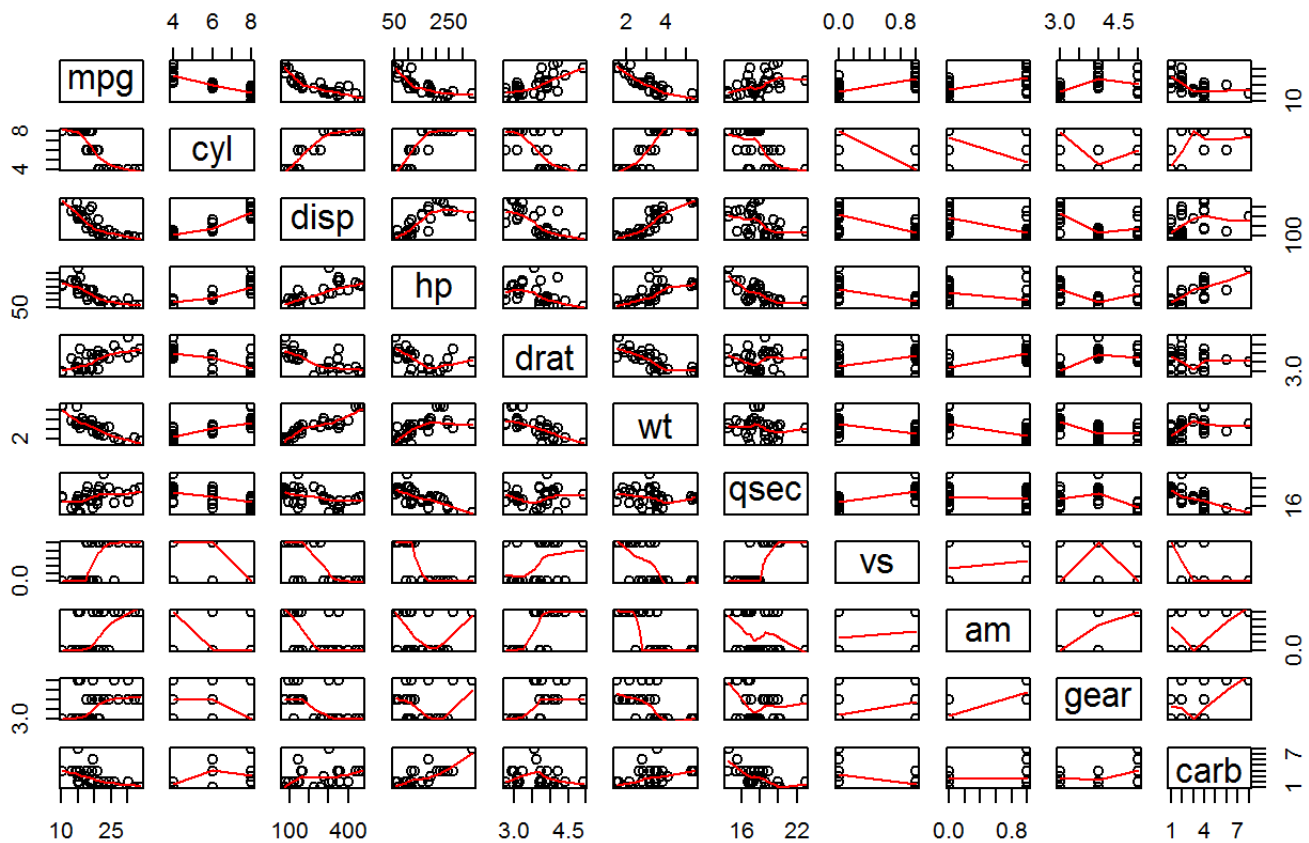 4 6 8 50 250 2 4 0.0 0.8 3.0 4.5
mpg 10
8 4 cyl
disp 100
50 hp
drat 3.0
2 wt
qsec 16
0.0 vs
am 0.0
3.0 gear
carb 7 1
10 25 100 400 3.0 4.5 16 22 0.0 0.8 1 4 7